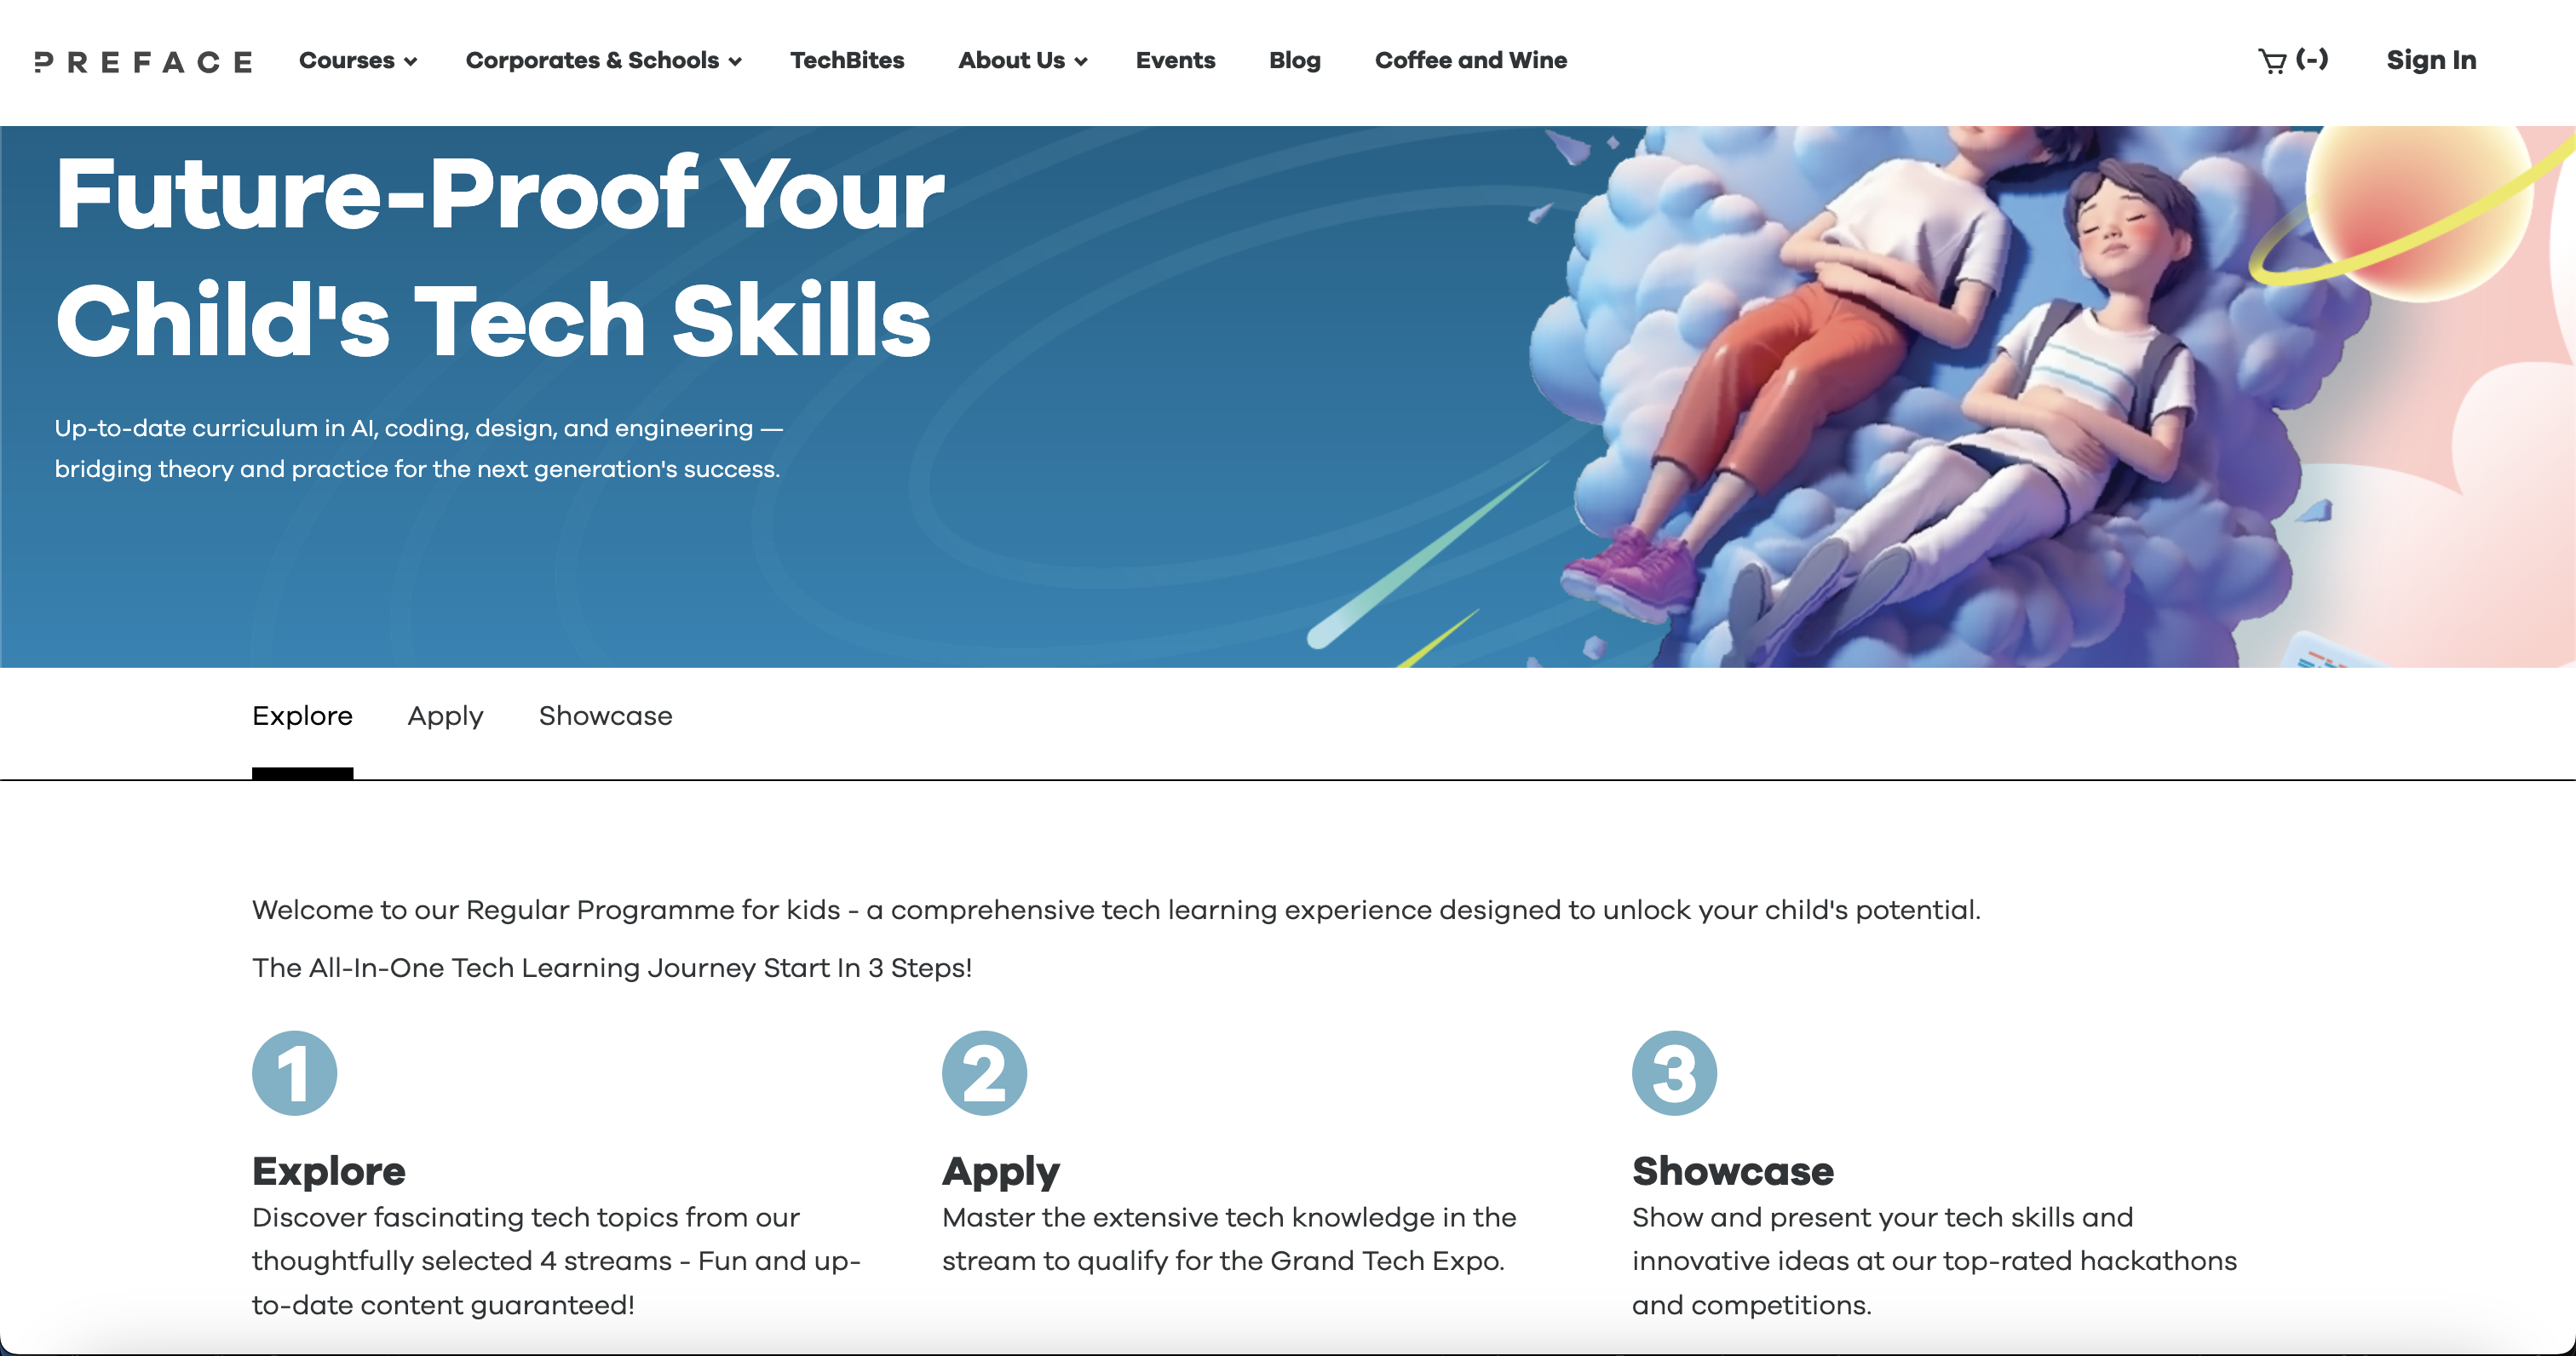 PREFACE Courses Corporates & Schools TechBites About Us Events Blog Coffee and Wine (-) Sign In
Future-Proof Your
Child's Tech Skills
Up-to-date curriculum in AI, coding, design, and engineering —
bridging theory and practice for the next generation's success.
Explore Apply Showcase
Welcome to our Regular Programme for kids - a comprehensive tech learning experience designed to unlock your child's potential.
The All-In-One Tech Learning Journey Start In 3 Steps!
1
Explore
Discover fascinating tech topics from our
thoughtfully selected 4 streams - Fun and up-
to-date content guaranteed!
2
Apply
Master the extensive tech knowledge in the
stream to qualify for the Grand Tech Expo.
3
Showcase
Show and present your tech skills and
innovative ideas at our top-rated hackathons
and competitions.